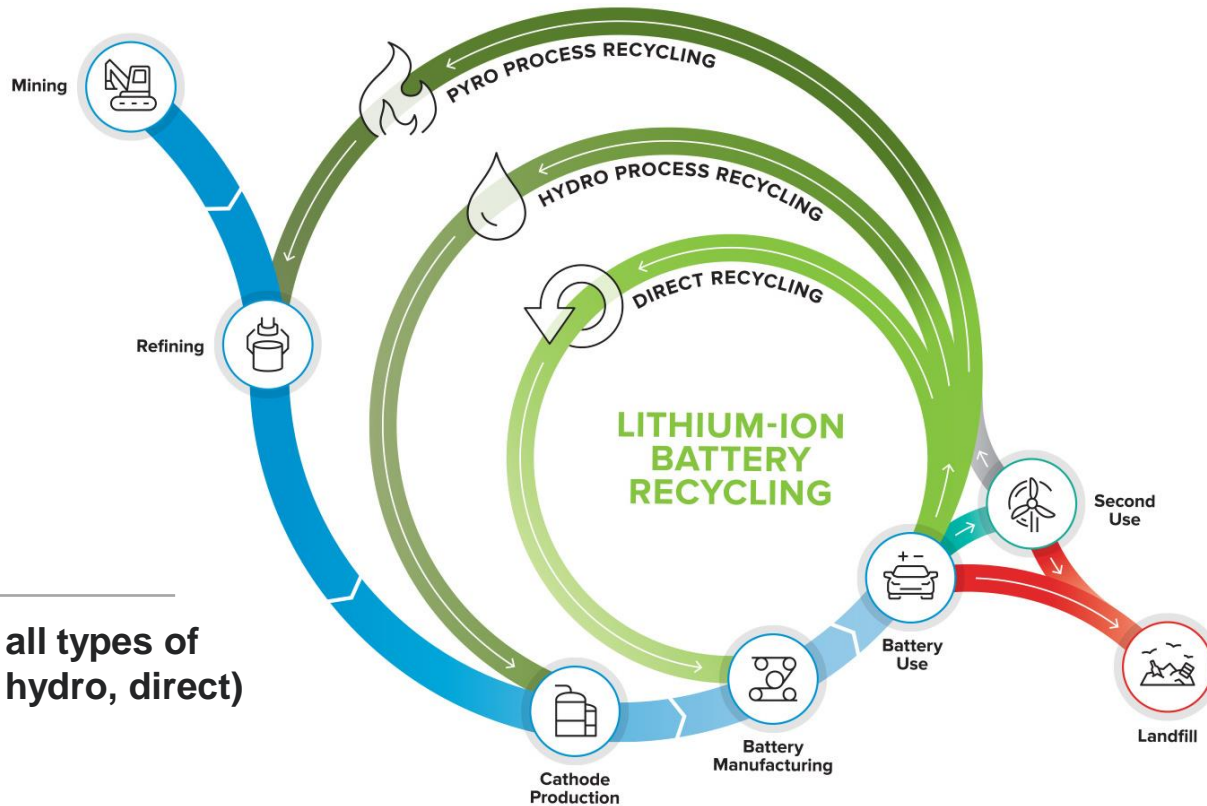 Mining
PYRO PROCESS RECYCLING
HYDRO PROCESS RECYCLING
DIRECT RECYCLING
Refining
LITHIUM-ION
BATTERY
RECYCLING
Second
Use
all types of
hydro, direct)
+ -
Battery
Use
Landfill
Battery
Manufacturing
Cathode
Production